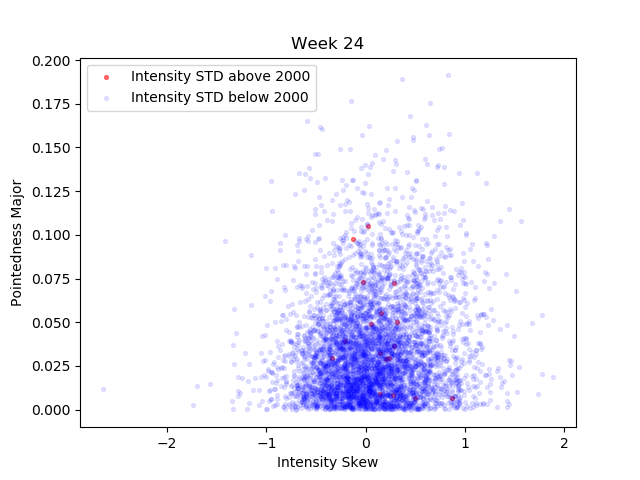 Week 24
Intensity STD above 2000
Intensity STD below 2000
Pointedness Major
0.200
0.175
0.150
0.125
0.100
0.075
0.050
0.025
0.000
−2 −1 0 1 2
Intensity Skew